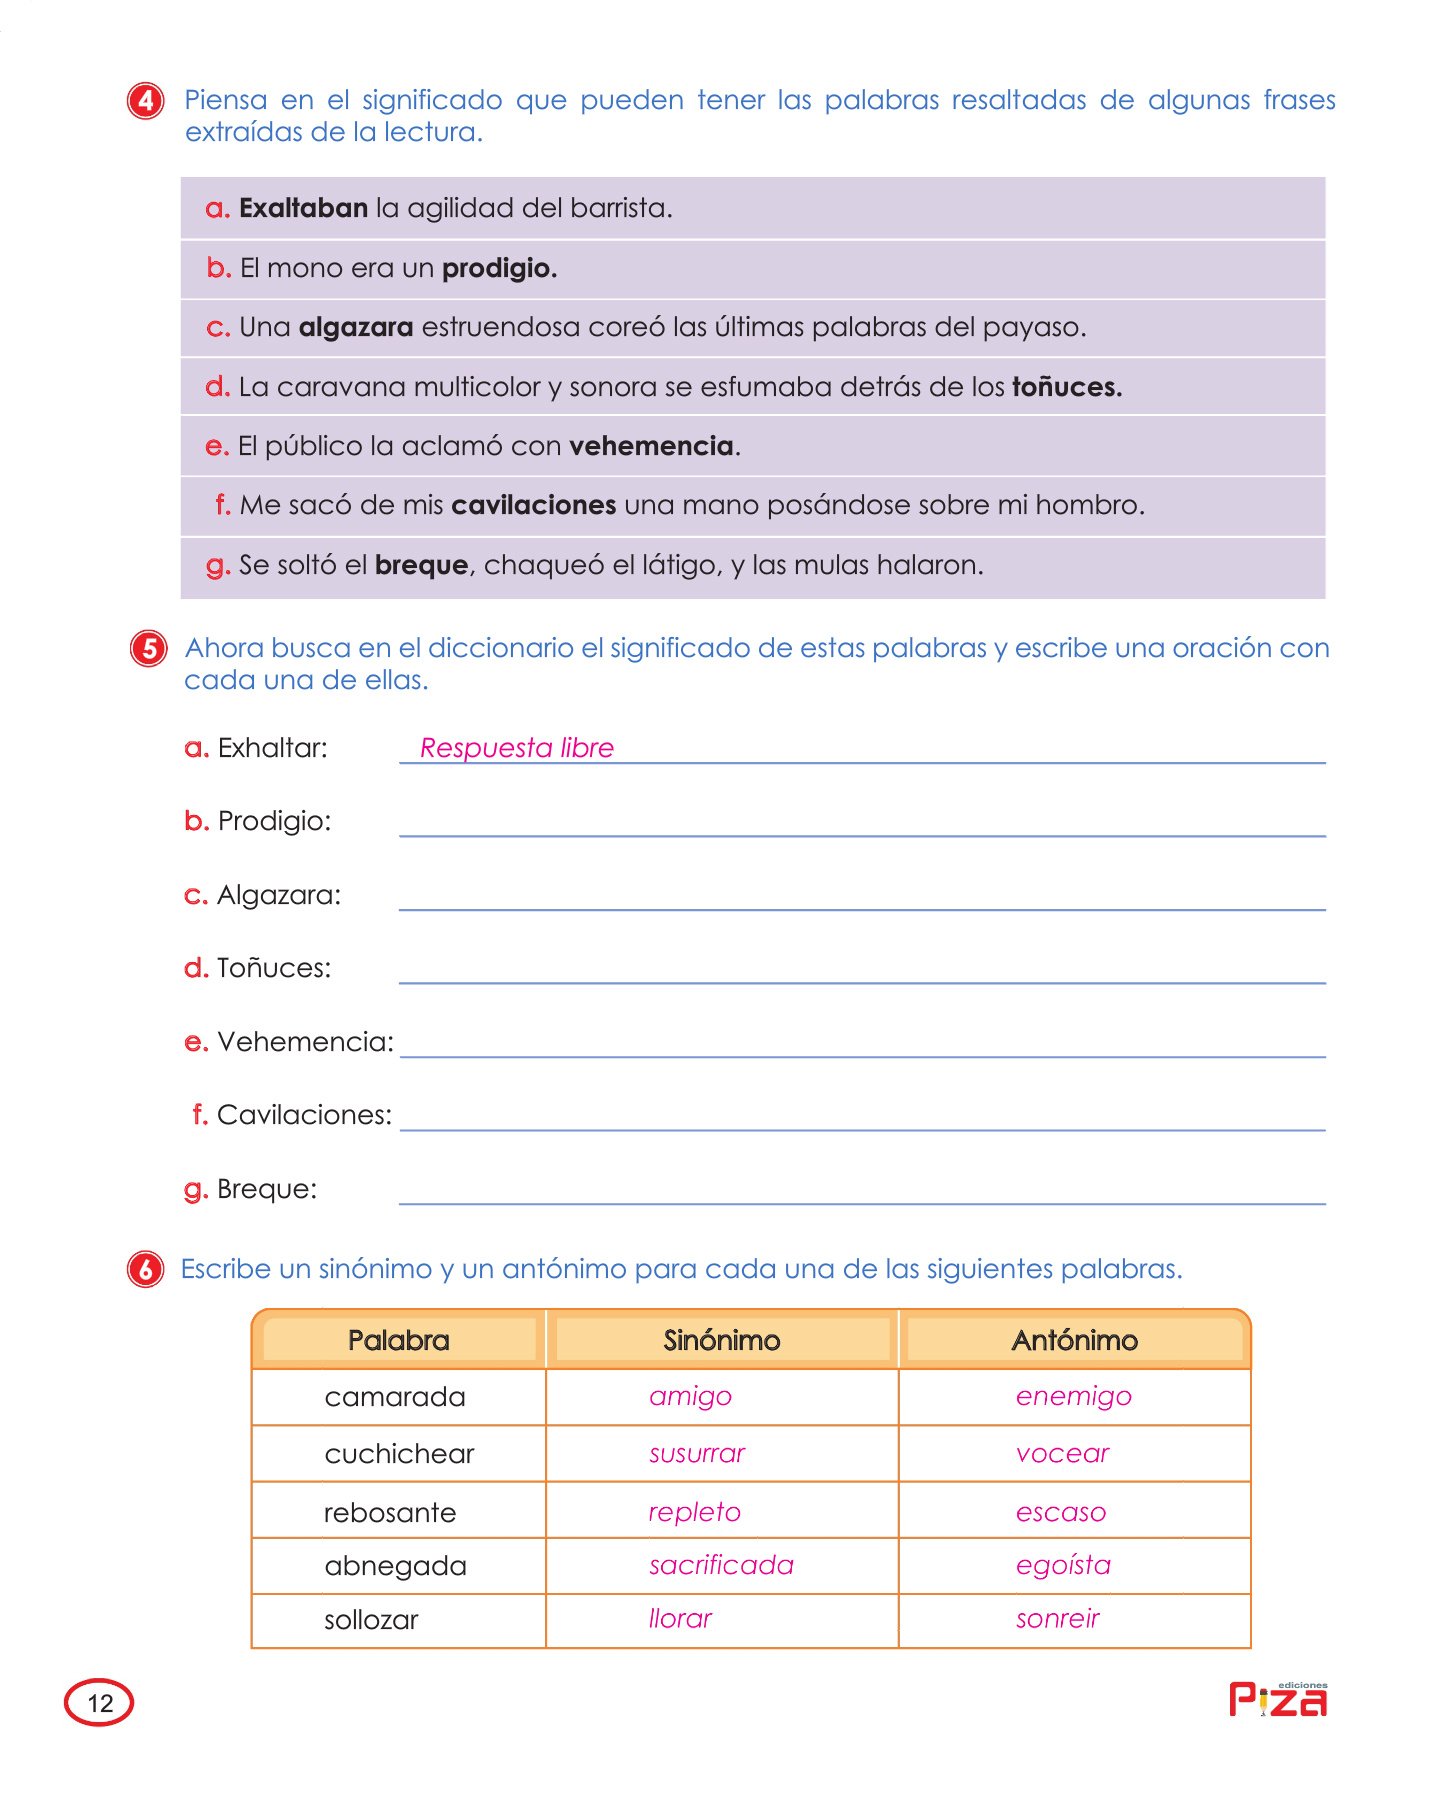 4 Piensa en el significado que pueden tener las palabras resaltadas de algunas frases
extraídas de la lectura.
a. Exaltaban la agilidad del barrista.
b. El mono era un prodigio.
c. Una algazara estruendosa coreó las últimas palabras del payaso.
d. La caravana multicolor y sonora se esfumaba detrás de los toñuces.
e. El público la aclamó con vehemencia.
f. Me sacó de mis cavilaciones una mano posándose sobre mi hombro.
g. Se soltó el breque, chaqueó el látigo, y las mulas halaron.
5 Ahora busca en el diccionario el significado de estas palabras y escribe una oración con
cada una de ellas.
a. Exhaltar: Respuesta libre
b. Prodigio:
c. Algazara:
d. Toñuces:
e. Vehemencia:
f. Cavilaciones:
g. Breque:
6 Escribe un sinónimo y un antónimo para cada una de las siguientes palabras.
Palabra Sinónimo Antónimo
camarada amigo enemigo
cuchichear susurrar vocear
rebosante repleto escaso
abnegada sacrificada egoísta
sollozar llorar sonreir
12
ediciones
Piza